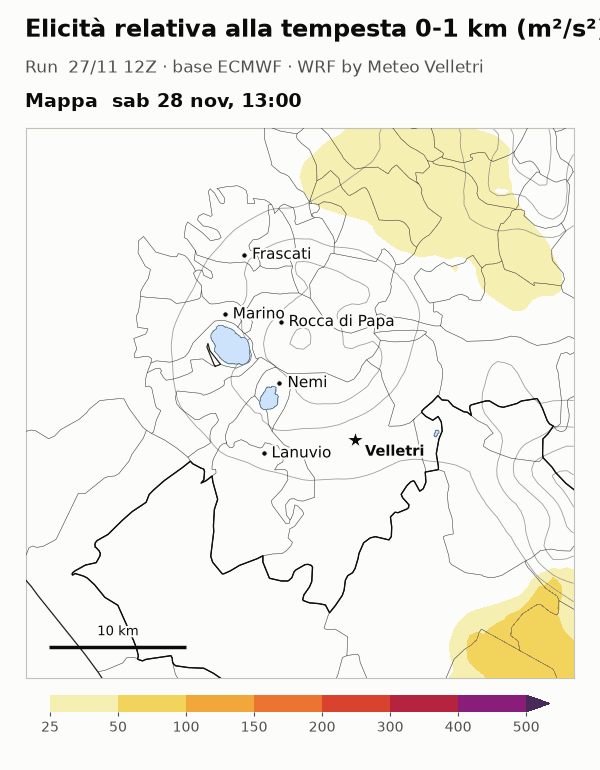 Elicità relativa alla tempesta 0-1 km (m²/s²)
Run  27/11 12Z · base ECMWF · WRF by Meteo Velletri
Mappa  sab 28 nov, 13:00
Frascati
Marino
Rocca di Papa
Nemi
Velletri
Lanuvio
10 km
25 50 100 150 200 300 400 500